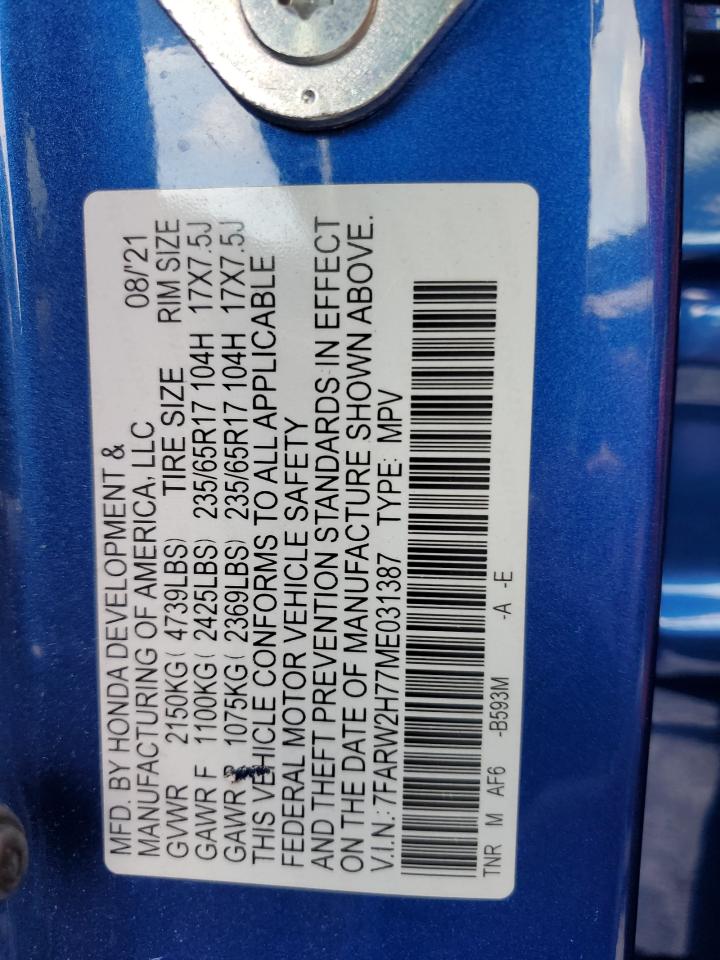 MFD. BY HONDA DEVELOPMENT &
MANUFACTURING OF AMERICA, LLC 08/'21
GVWR 2150KG( 4739LBS) TIRE SIZE RIM SIZE
GAWR F 1100KG( 2425LBS) 235/65R17 104H 17X7.5J
GAWR R 1075KG( 2369LBS) 235/65R17 104H 17X7.5J
THIS VEHICLE CONFORMS TO ALL APPLICABLE
FEDERAL MOTOR VEHICLE SAFETY
AND THEFT PREVENTION STANDARDS IN EFFECT
ON THE DATE OF MANUFACTURE SHOWN ABOVE.
V.I.N.: 7FARW2H77ME031387 TYPE: MPV
TNR M AF6 -B593M -A -E